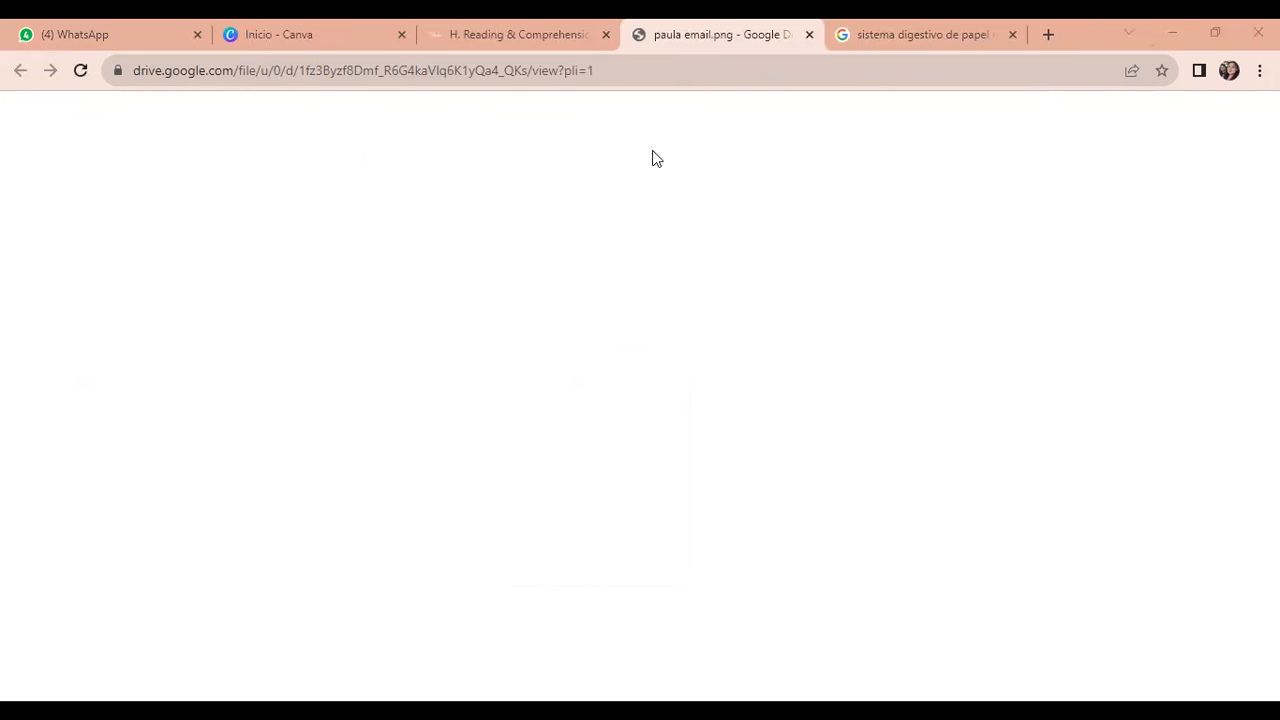 (4) WhatsApp
Inicio - Canva
H. Reading & Comprehensi
paula email.png - Google D
sistema digestivo de papel
drive.google.com/file/u/0/d/1fz3Byzf8Dmf_R6G4kaVIq6K1yQa4_QKs/view?pli=1